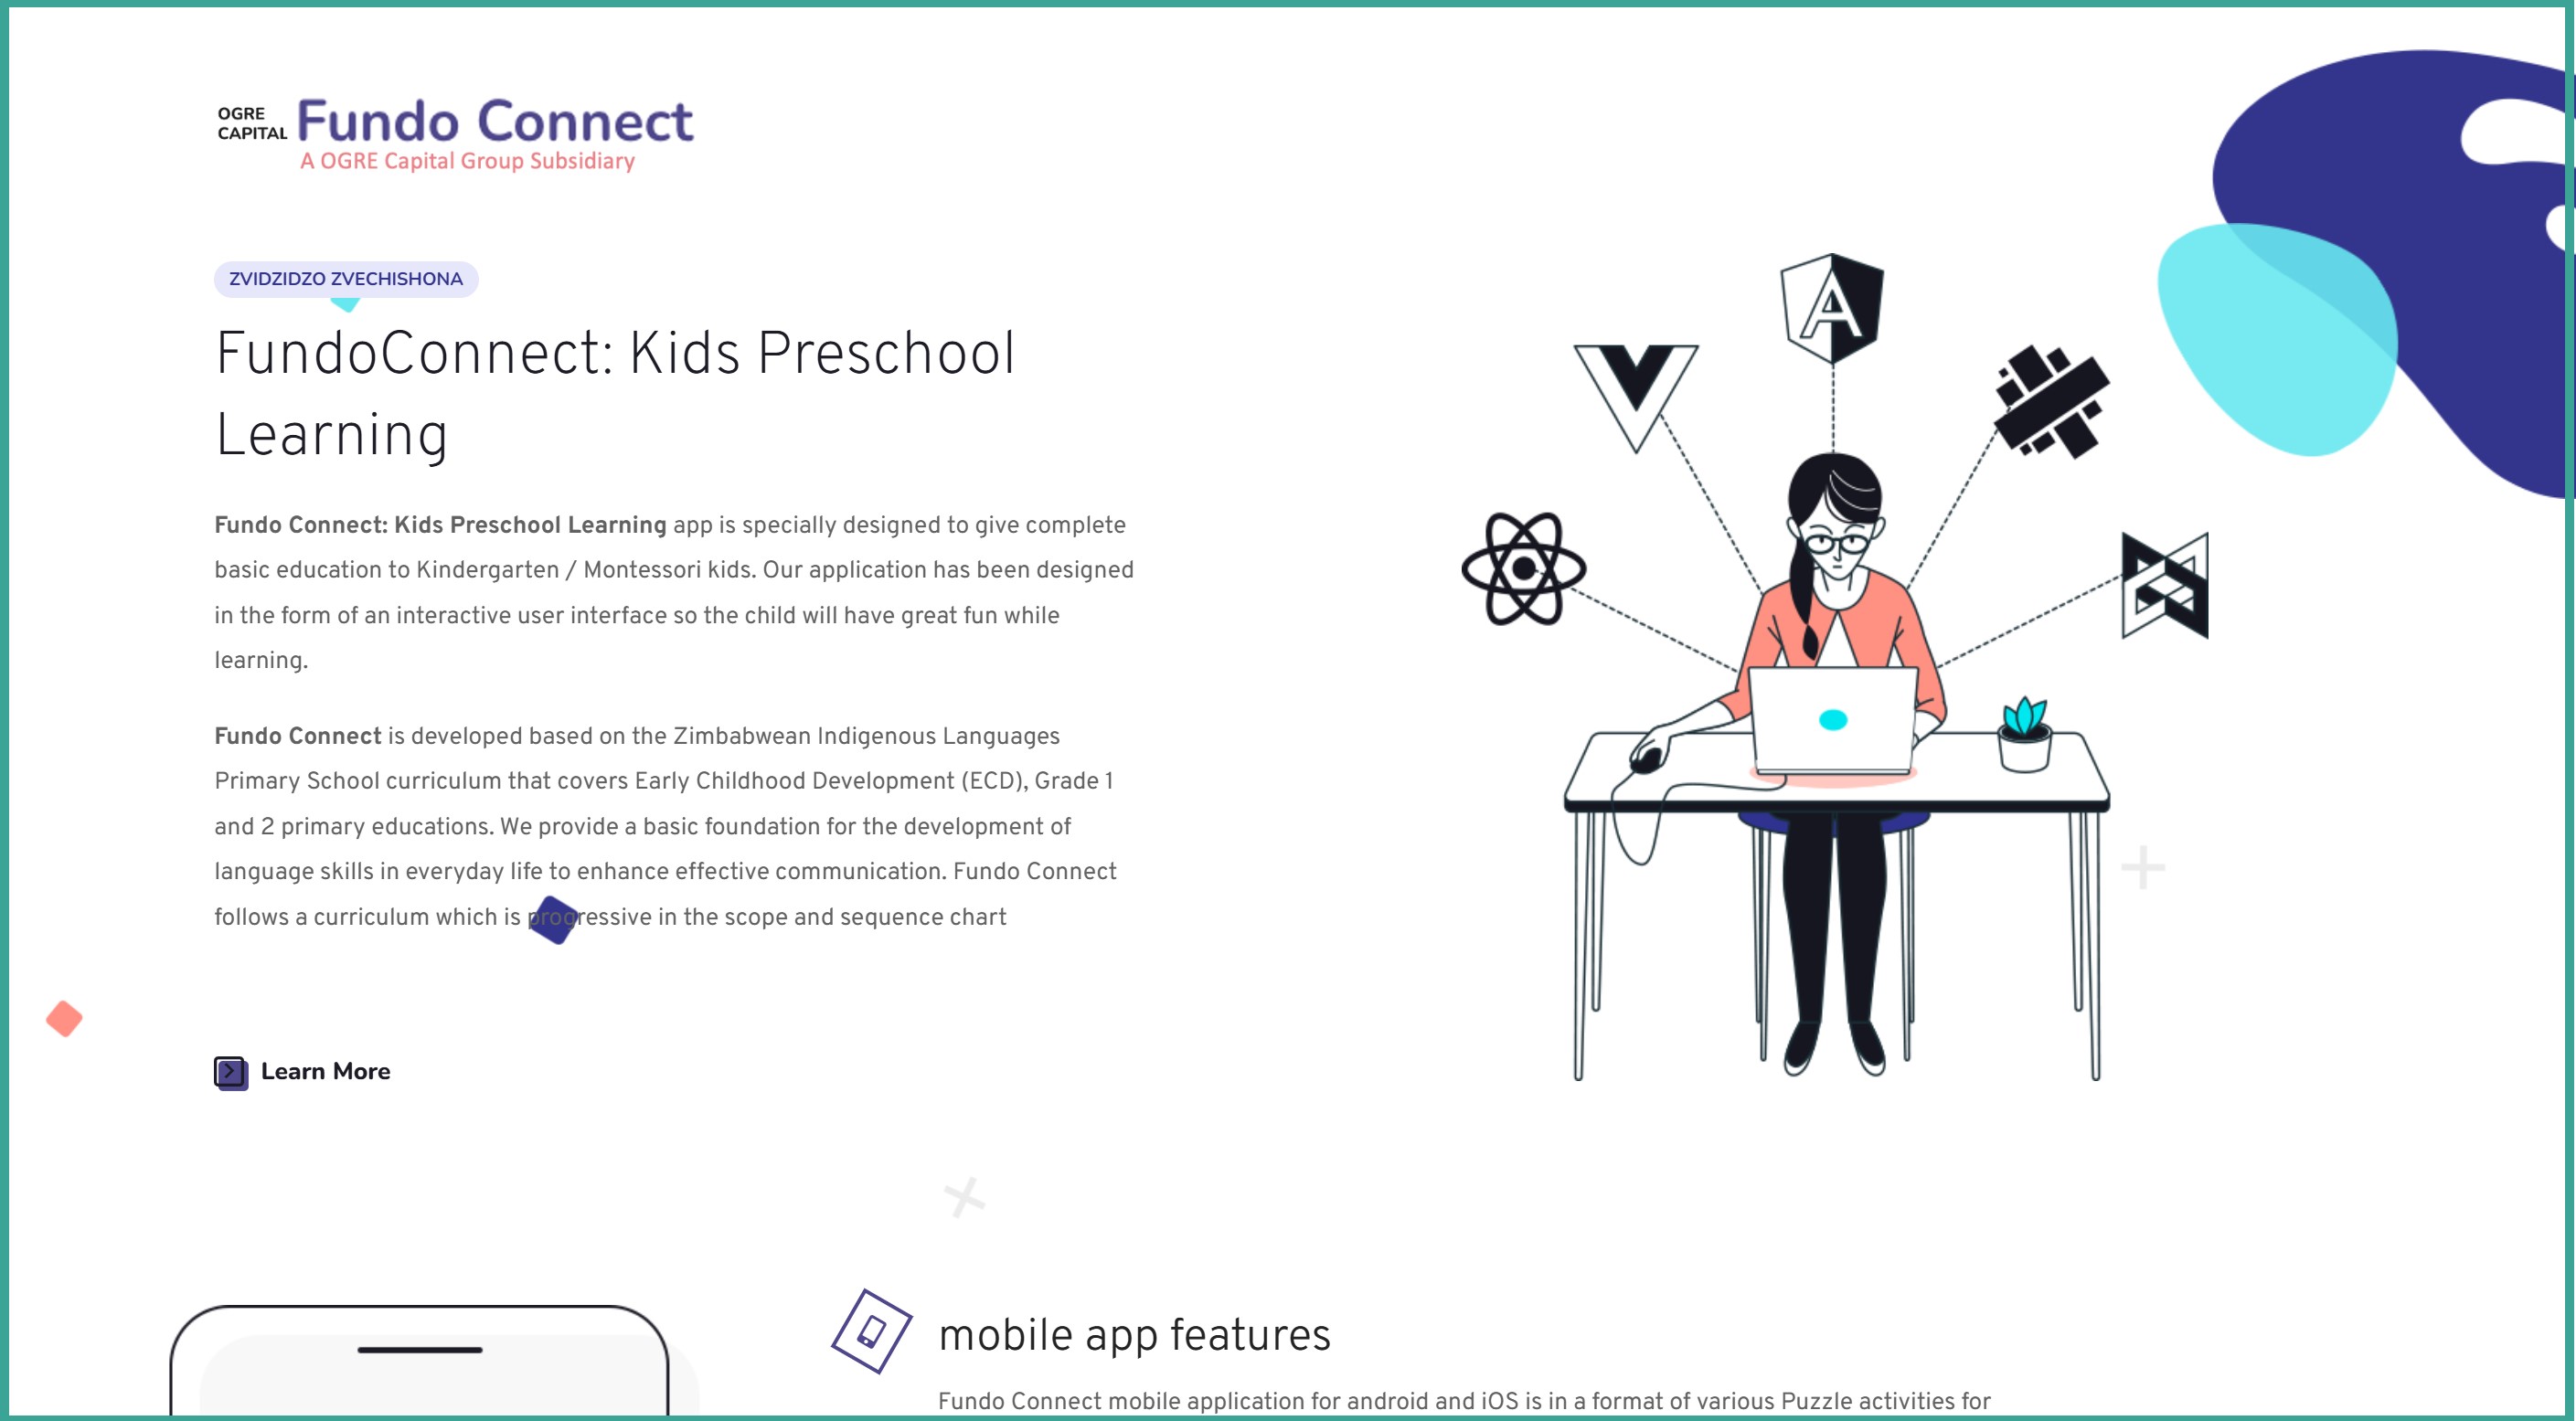 OGRE
CAPITAL
Fundo Connect
A OGRE Capital Group Subsidiary
ZVIDZIDZO ZVECHISHONA
FundoConnect: Kids Preschool
Learning
Fundo Connect: Kids Preschool Learning app is specially designed to give complete
basic education to Kindergarten / Montessori kids. Our application has been designed
in the form of an interactive user interface so the child will have great fun while
learning.
Fundo Connect is developed based on the Zimbabwean Indigenous Languages
Primary School curriculum that covers Early Childhood Development (ECD), Grade 1
and 2 primary educations. We provide a basic foundation for the development of
language skills in everyday life to enhance effective communication. Fundo Connect
follows a curriculum which is progressive in the scope and sequence chart
Learn More
mobile app features
Fundo Connect mobile application for android and iOS is in a format of various Puzzle activities for